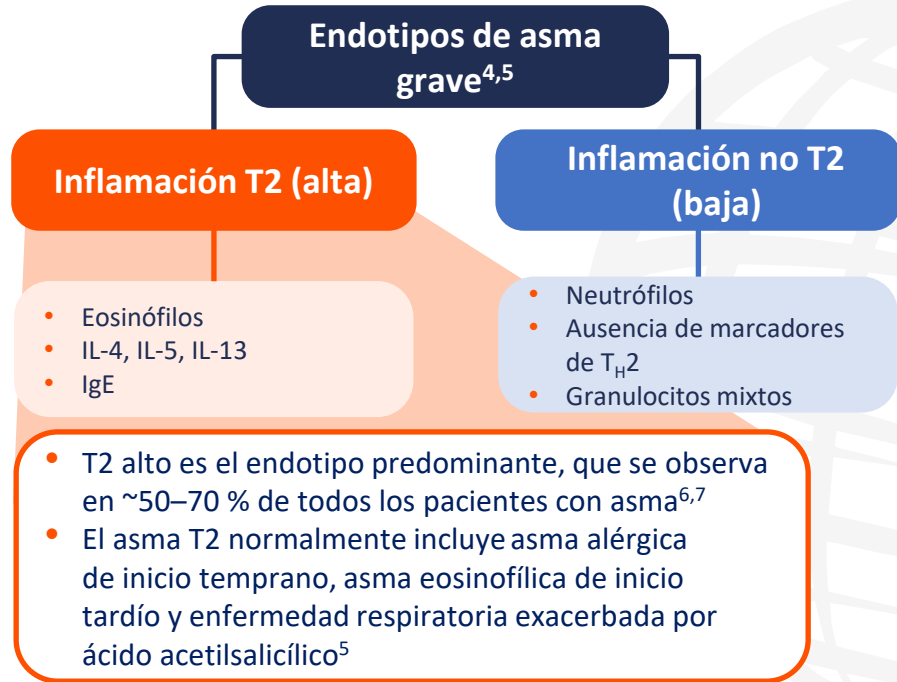 Endotipos de asma
grave4,5
Inflamación T2 (alta)
Inflamación no T2
(baja)
• Eosinófilos
• IL-4, IL-5, IL-13
• IgE
• Neutrófilos
• Ausencia de marcadores
de TH2
• Granulocitos mixtos
• T2 alto es el endotipo predominante, que se observa
en ~50–70 % de todos los pacientes con asma6,7
• El asma T2 normalmente incluye asma alérgica
de inicio temprano, asma eosinofílica de inicio
tardío y enfermedad respiratoria exacerbada por
ácido acetilsalicílico5